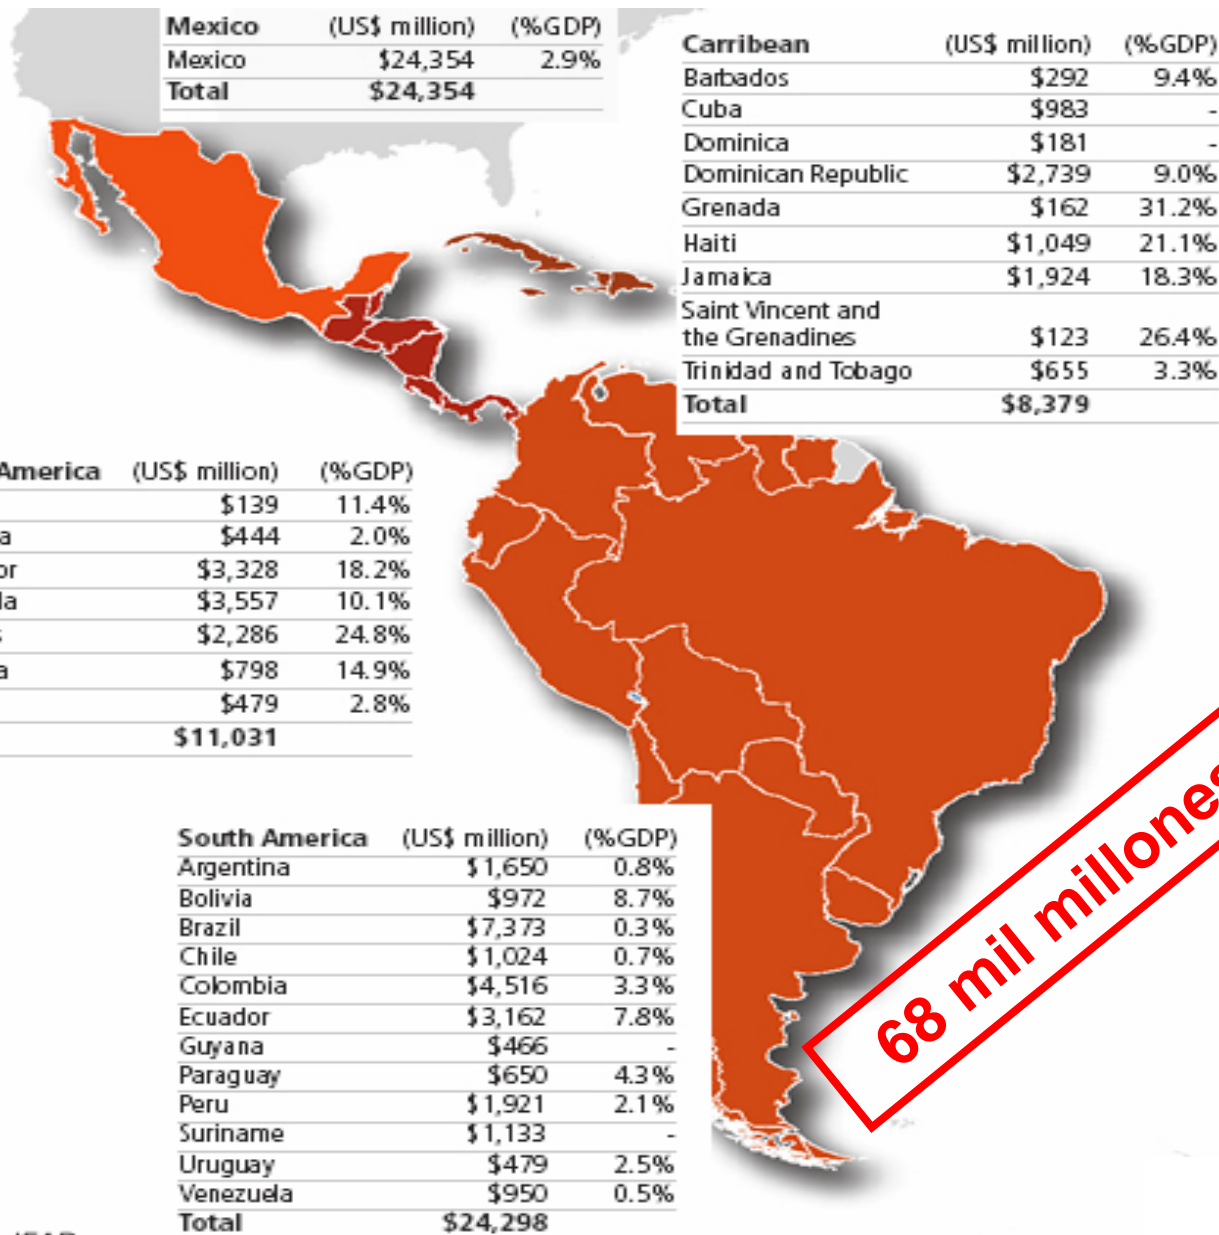 Mexico (US$ million) (%GDP)
Mexico $24,354 2.9%
Total $24,354
Carribean (US$ million) (%GDP)
Barbados $292 9.4%
Cuba $983 -
Dominica $181 -
Dominican Republic $2,739 9.0%
Grenada $162 31.2%
Haiti $1,049 21.1%
Jamaica $1,924 18.3%
Saint Vincent and
the Grenadines $123 26.4%
Trinidad and Tobago $655 3.3%
Total $8,379
America (US$ million) (%GDP)
$139 11.4%
a $444 2.0%
or $3,328 18.2%
la $3,557 10.1%
s $2,286 24.8%
a $798 14.9%
$479 2.8%
$11,031
South America (US$ million) (%GDP)
Argentina $1,650 0.8%
Bolivia $972 8.7%
Brazil $7,373 0.3%
Chile $1,024 0.7%
Colombia $4,516 3.3%
Ecuador $3,162 7.8%
Guyana $466 -
Paraguay $650 4.3%
Peru $1,921 2.1%
Suriname $1,133 -
Uruguay $479 2.5%
Venezuela $950 0.5%
Total $24,298
68 mil millones